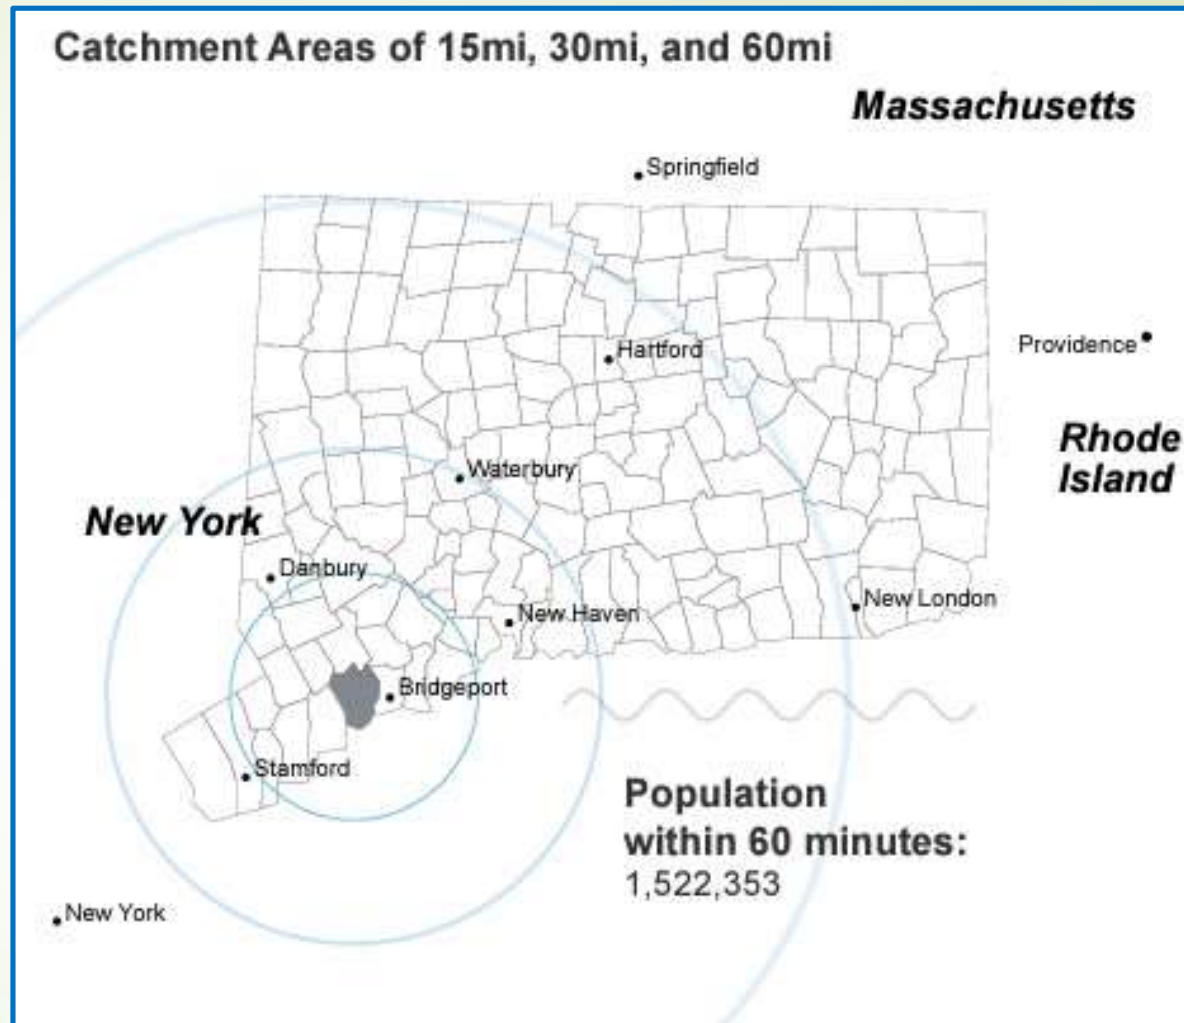 Catchment Areas of 15mi, 30mi, and 60mi
Massachusetts
Springfield
Hartford
Providence
Rhode
Island
Waterbury
New York
Danbury
New Haven
New London
Bridgeport
Stamford
Population
within 60 minutes:
1,522,353
New York